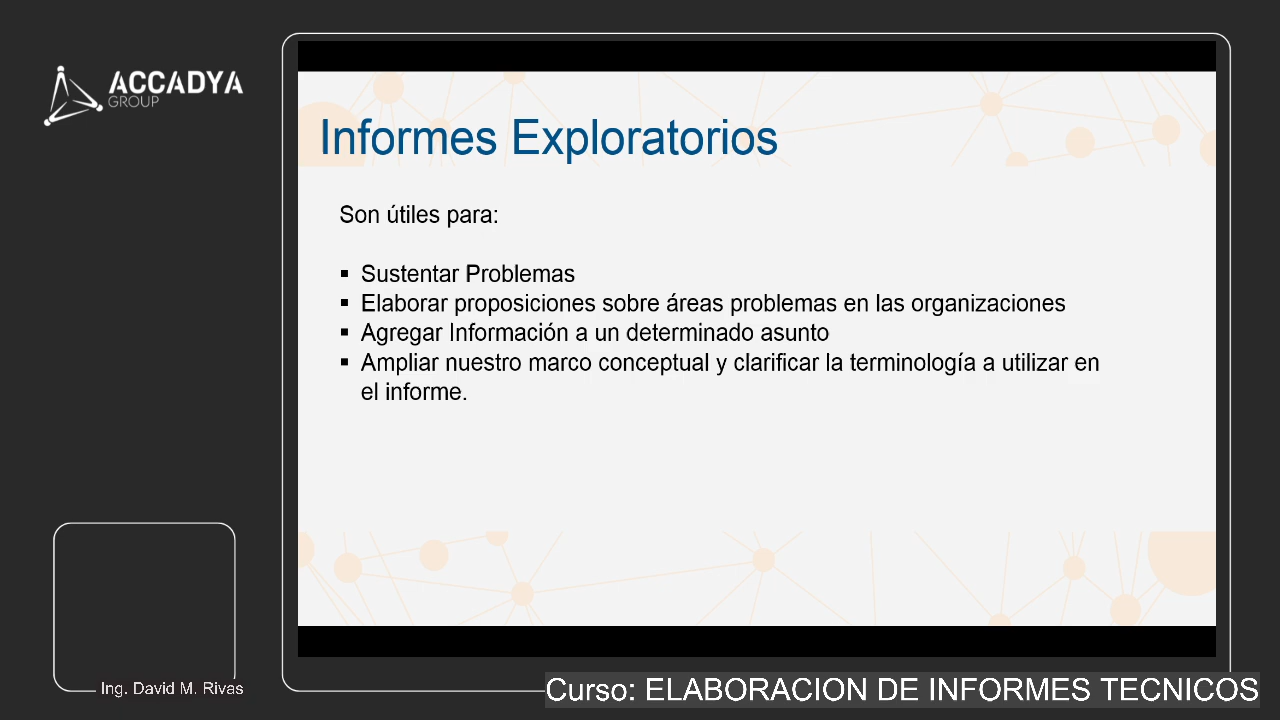 ACCADYA
GROUP
Informes Exploratorios
Son útiles para:
▪ Sustentar Problemas
▪ Elaborar proposiciones sobre áreas problemas en las organizaciones
▪ Agregar Información a un determinado asunto
▪ Ampliar nuestro marco conceptual y clarificar la terminología a utilizar en
el informe.
Ing. David M. Rivas
Curso: ELABORACION DE INFORMES TECNICOS